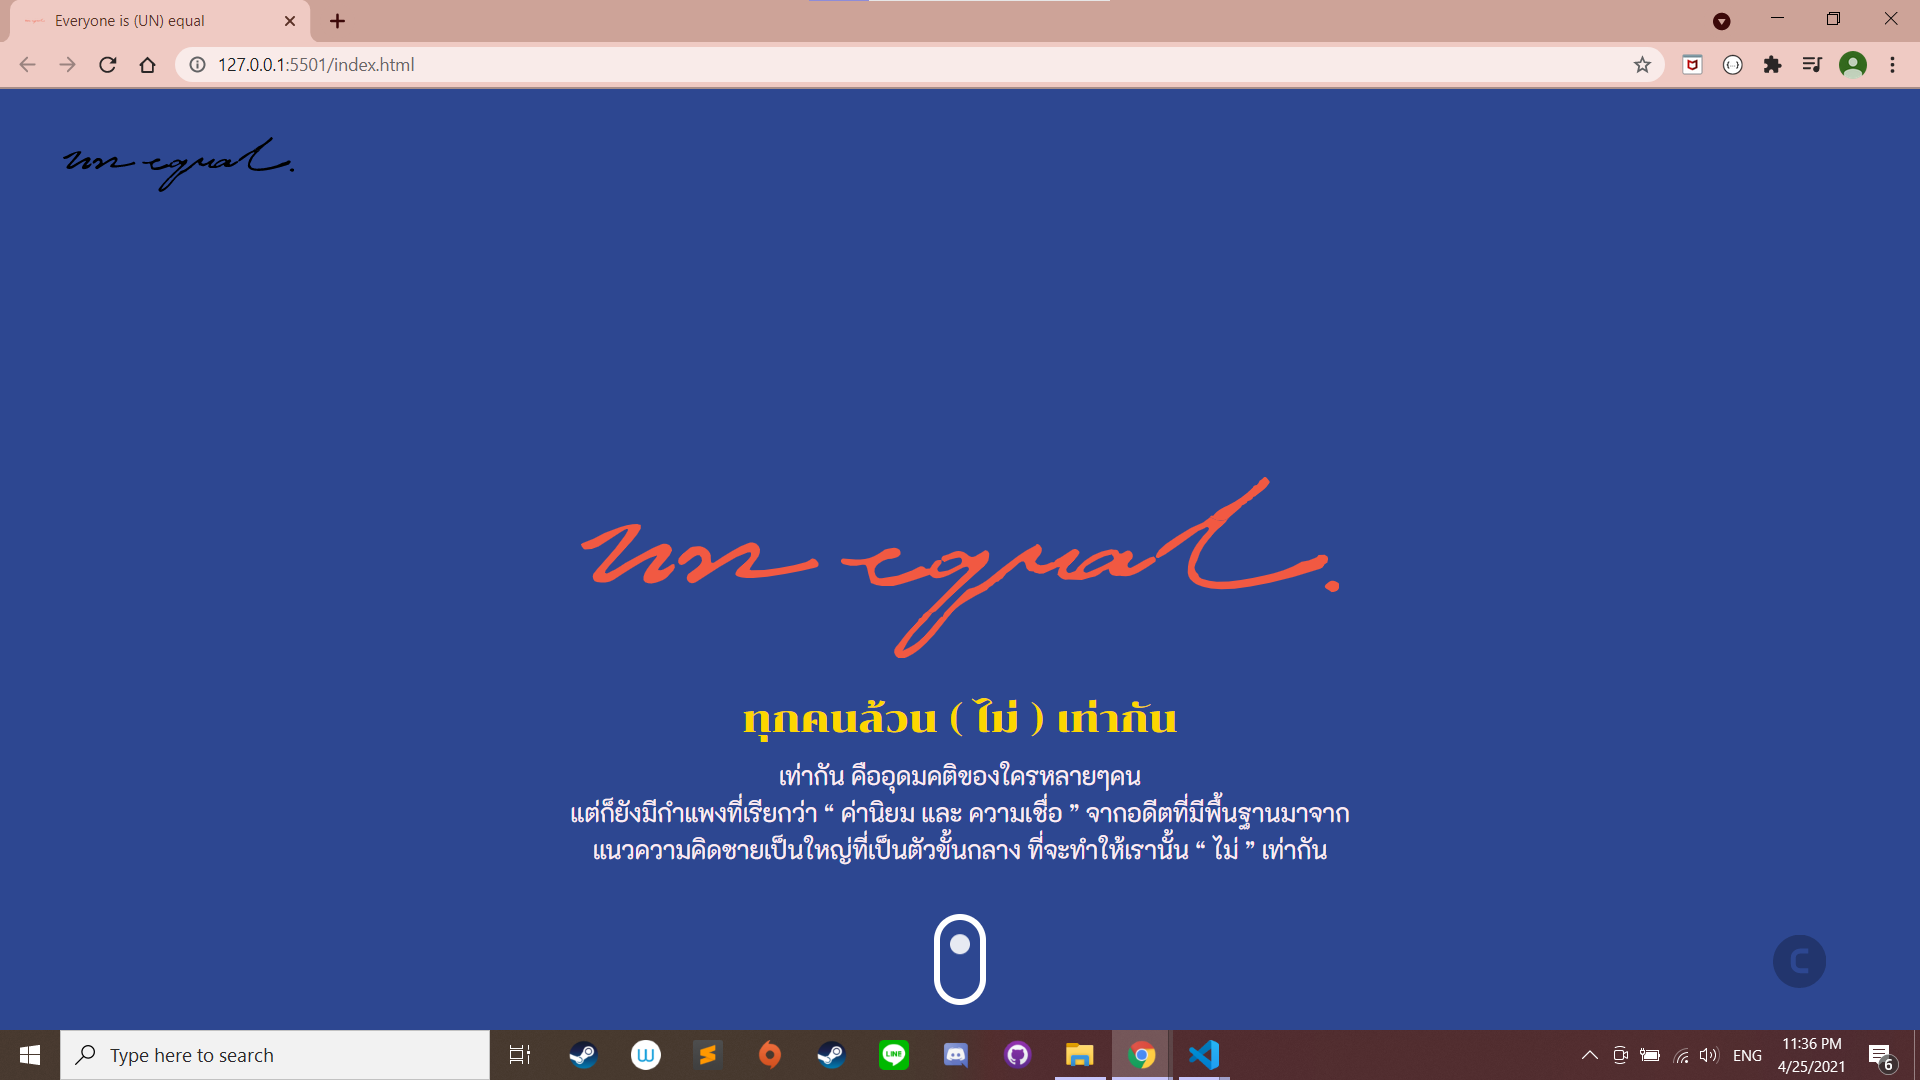 Everyone is (UN) equal
127.0.0.1:5501/index.html
un equal.
un equal.
ทุกคนล้วน ( ไม่ ) เท่ากัน
เท่ากัน คืออุดมคติของใครหลายๆคน
แต่ก็ยังมีกำแพงที่เรียกว่า “ ค่านิยม และ ความเชื่อ ” จากอดีตที่มีพื้นฐานมาจาก
แนวความคิดชายเป็นใหญ่ที่เป็นตัวขั้นกลาง ที่จะทำให้เรานั้น “ ไม่ ” เท่ากัน
C
Type here to search
W
LINE
ENG
11:36 PM
4/25/2021
6